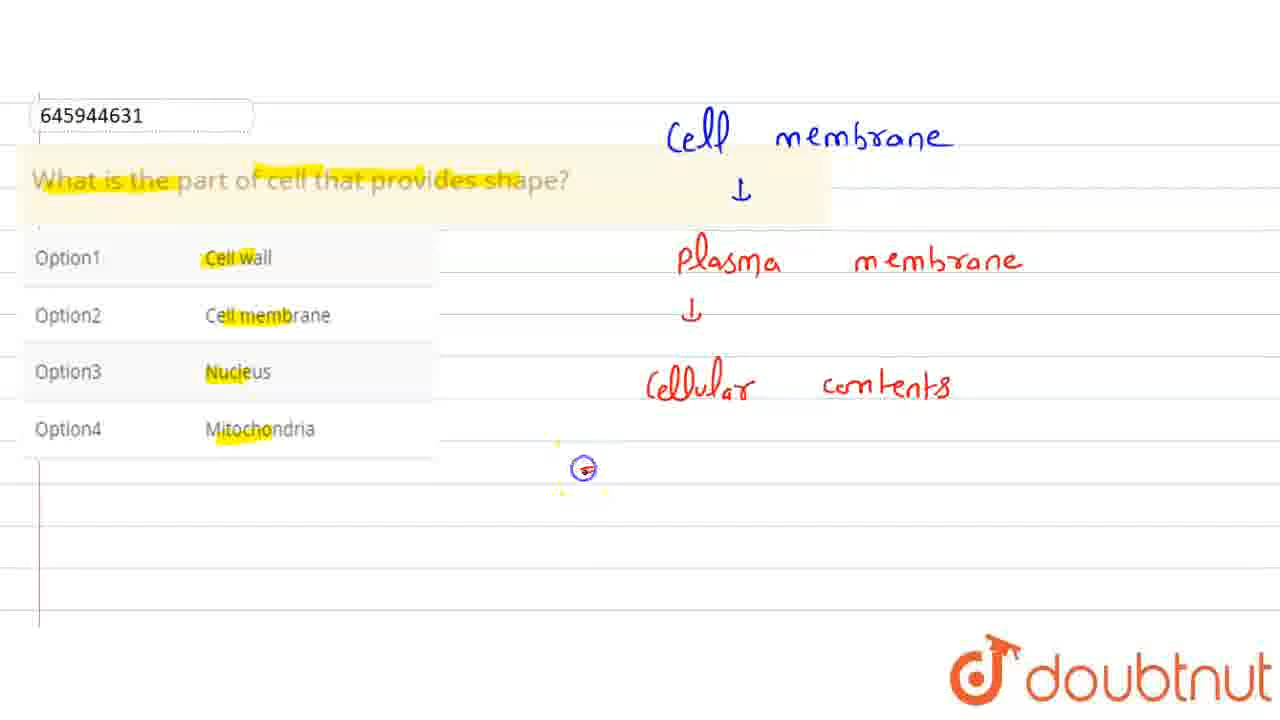 645944631
What is the part of cell that provides shape?
Option1 Cell wall
Option2 Cell membrane
Option3 Nucleus
Option4 Mitochondria
Cell membrane
↓
Plasma membrane
↓
Cellular contents
doubtnut